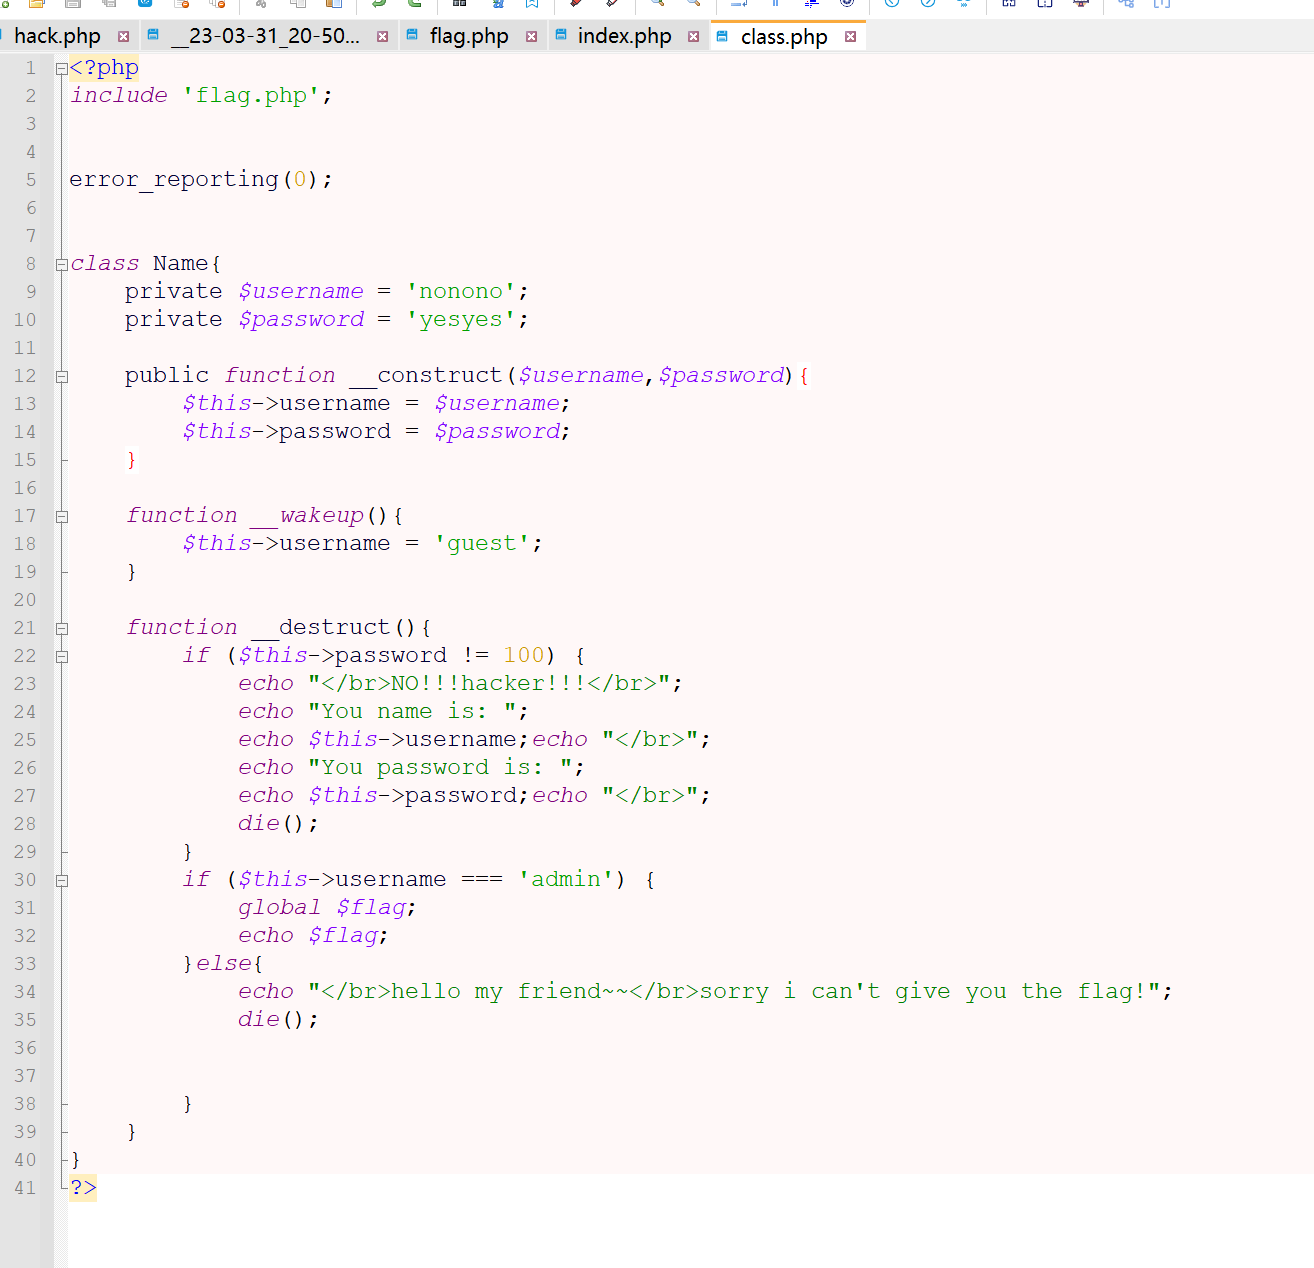 hack.php __23-03-31_20-50... flag.php index.php class.php
1 <?php
2 include 'flag.php';
3
4
5 error_reporting(0);
6
7
8 class Name{
9 private $username = 'nonono';
10 private $password = 'yesyes';
11
12 public function __construct($username,$password){
13 $this->username = $username;
14 $this->password = $password;
15 }
16
17 function __wakeup(){
18 $this->username = 'guest';
19 }
20
21 function __destruct(){
22 if ($this->password != 100) {
23 echo "</br>NO!!!hacker!!!</br>";
24 echo "You name is: ";
25 echo $this->username;echo "</br>";
26 echo "You password is: ";
27 echo $this->password;echo "</br>";
28 die();
29 }
30 if ($this->username === 'admin') {
31 global $flag;
32 echo $flag;
33 }else{
34 echo "</br>hello my friend~~</br>sorry i can't give you the flag!";
35 die();
36
37
38 }
39 }
40 }
41 ?>